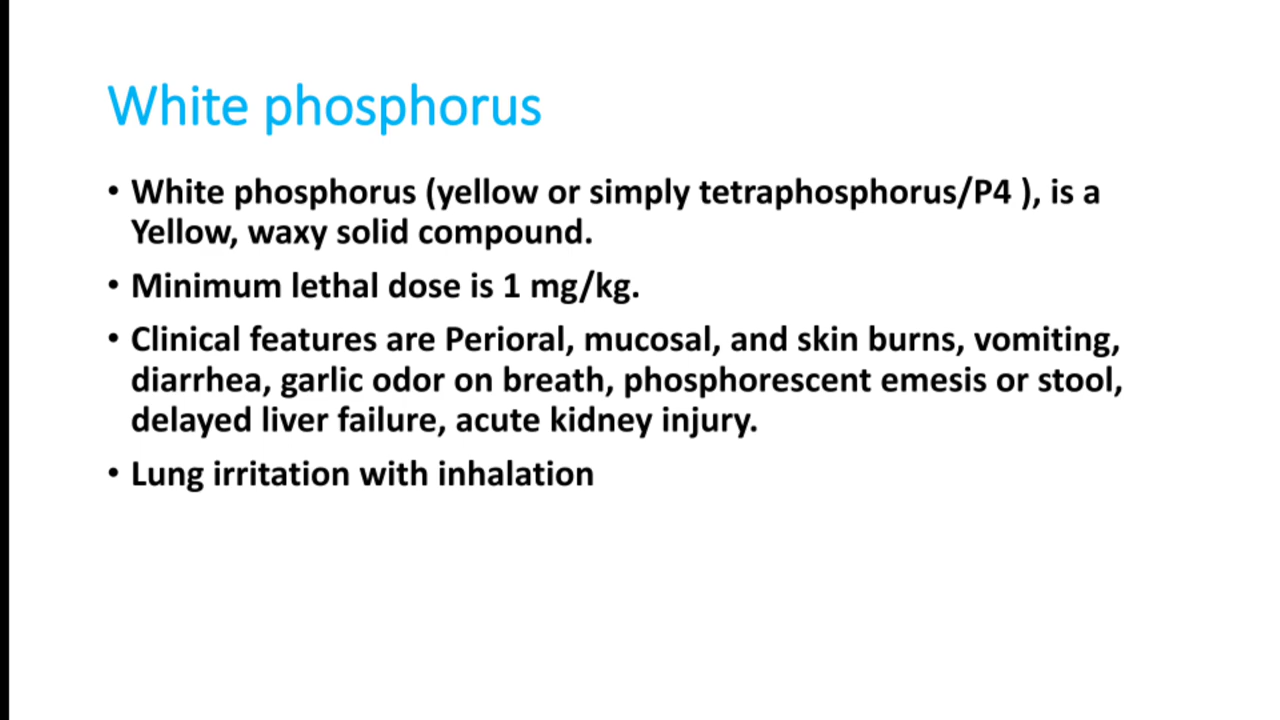 White phosphorus
• White phosphorus (yellow or simply tetraphosphorus/P4 ), is a
Yellow, waxy solid compound.
• Minimum lethal dose is 1 mg/kg.
• Clinical features are Perioral, mucosal, and skin burns, vomiting,
diarrhea, garlic odor on breath, phosphorescent emesis or stool,
delayed liver failure, acute kidney injury.
• Lung irritation with inhalation